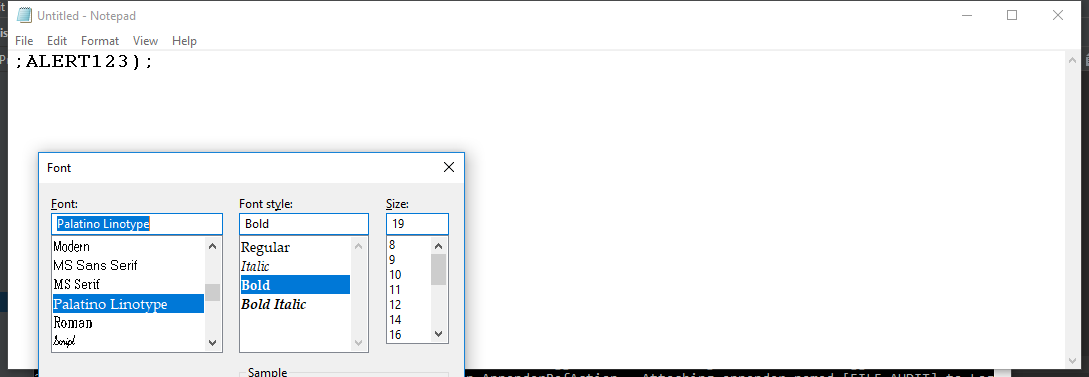 Untitled - Notepad
File Edit Format View Help
;ALERT123);
Font
Font: Font style: Size:
Palatino Linotype Bold 19
Modern Regular 8
MS Sans Serif Italic 9
MS Serif Bold 10
Palatino Linotype Bold Italic 11
Roman 12
Script 14
16
Sample
AppenderRefAction - Attaching appender named [FILE_AUDIT] to